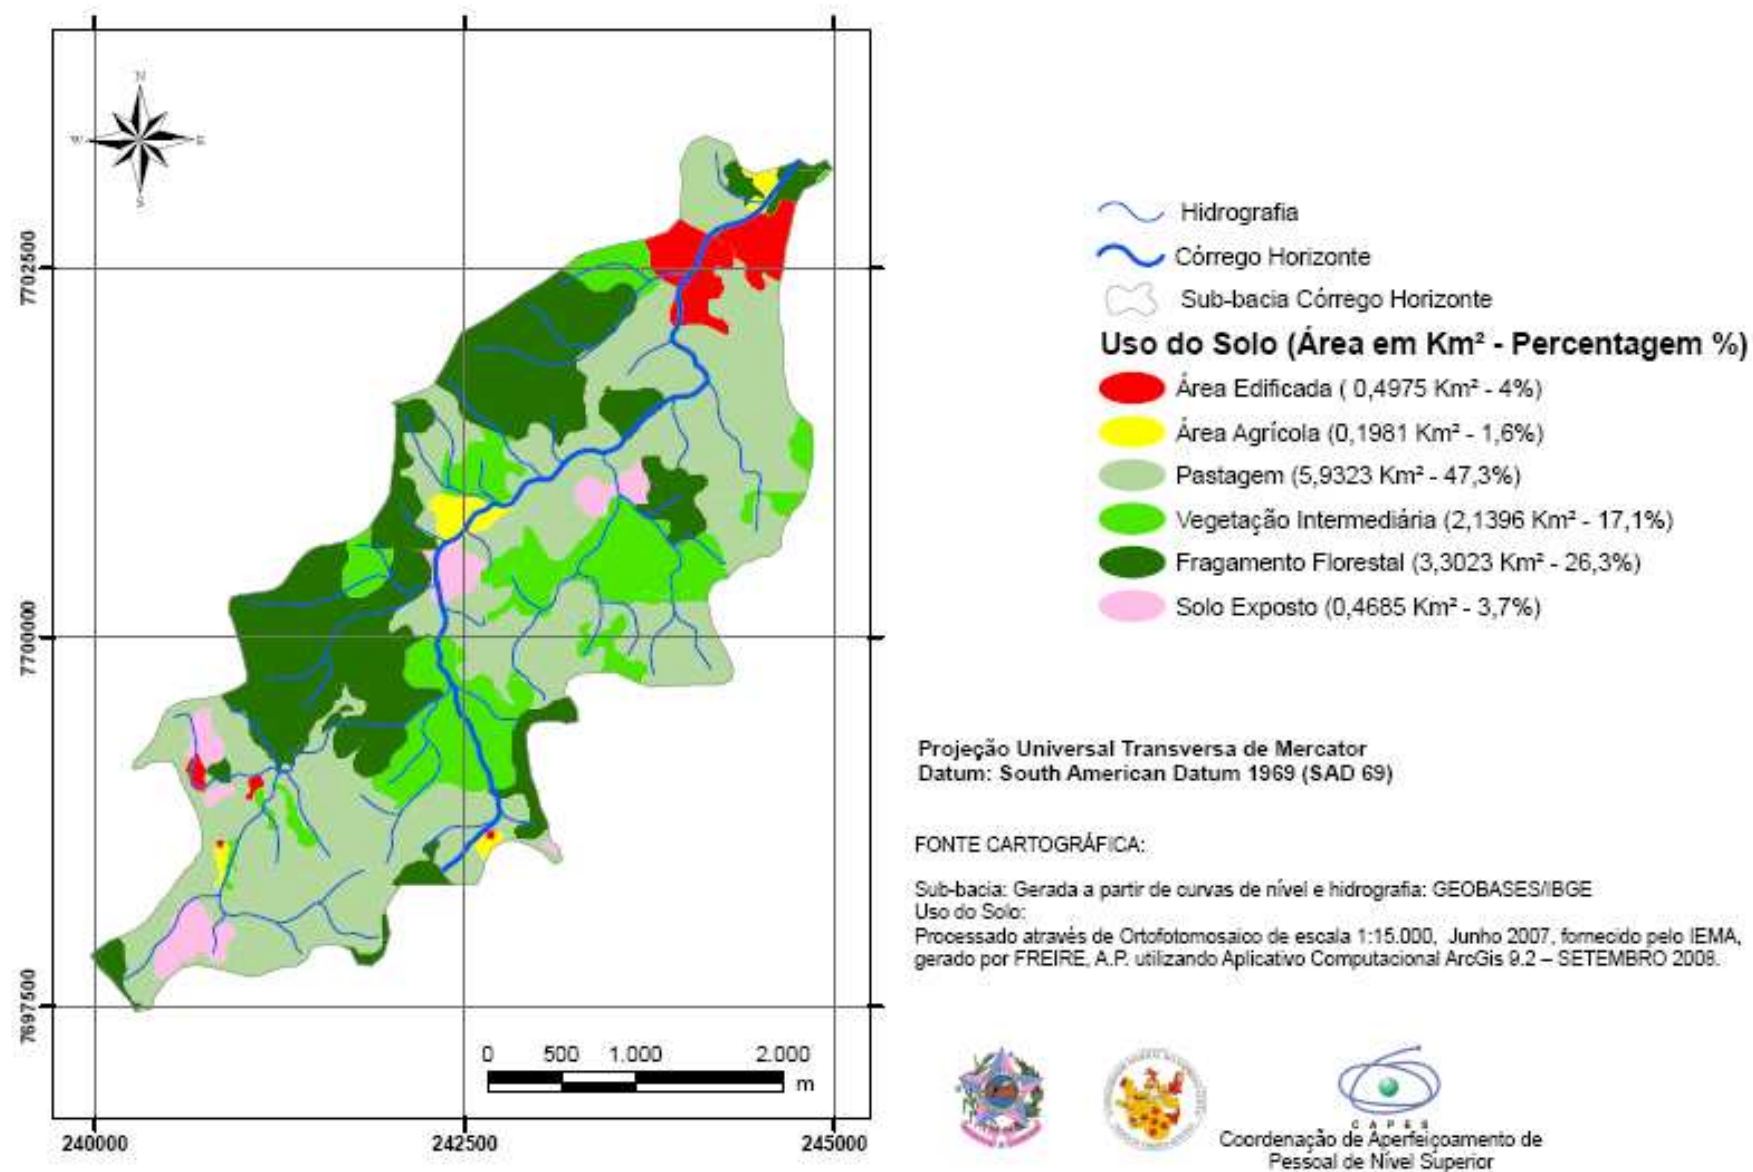 N
W
E
S
7702500
7700000
7697500
0 500 1.000 2.000
m
240000 242500 245000
Hidrografia
Córrego Horizonte
Sub-bacia Córrego Horizonte
Uso do Solo (Área em Km² - Percentagem %)
Área Edificada ( 0,4975 Km² - 4%)
Área Agrícola (0,1981 Km² - 1,6%)
Pastagem (5,9323 Km² - 47,3%)
Vegetação Intermediária (2,1396 Km² - 17,1%)
Fragamento Florestal (3,3023 Km² - 26,3%)
Solo Exposto (0,4685 Km² - 3,7%)
Projeção Universal Transversa de Mercator
Datum: South American Datum 1969 (SAD 69)
FONTE CARTOGRÁFICA:
Sub-bacia: Gerada a partir de curvas de nível e hidrografia: GEOBASES/IBGE
Uso do Solo:
Processado através de Ortofotomosaico de escala 1:15.000, Junho 2007, fornecido pelo IEMA,
gerado por FREIRE, A.P. utilizando Aplicativo Computacional ArcGis 9.2 – SETEMBRO 2009.
CAPES
Coordenação de Aperfeiçoamento de
Pessoal de Nível Superior